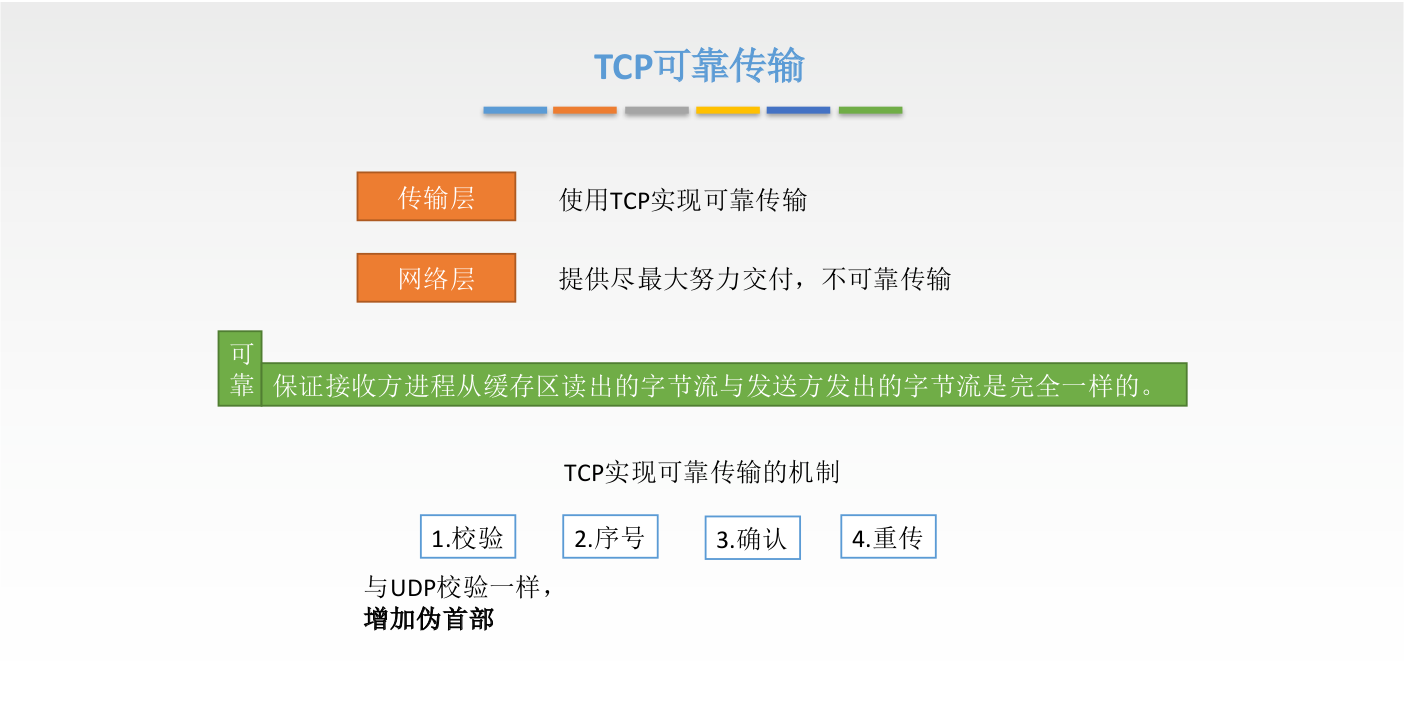 TCP可靠传输
传输层
使用TCP实现可靠传输
网络层
提供尽最大努力交付，不可靠传输
可靠
保证接收方进程从缓存区读出的字节流与发送方发出的字节流是完全一样的。
TCP实现可靠传输的机制
1.校验
2.序号
3.确认
4.重传
与UDP校验一样，
增加伪首部